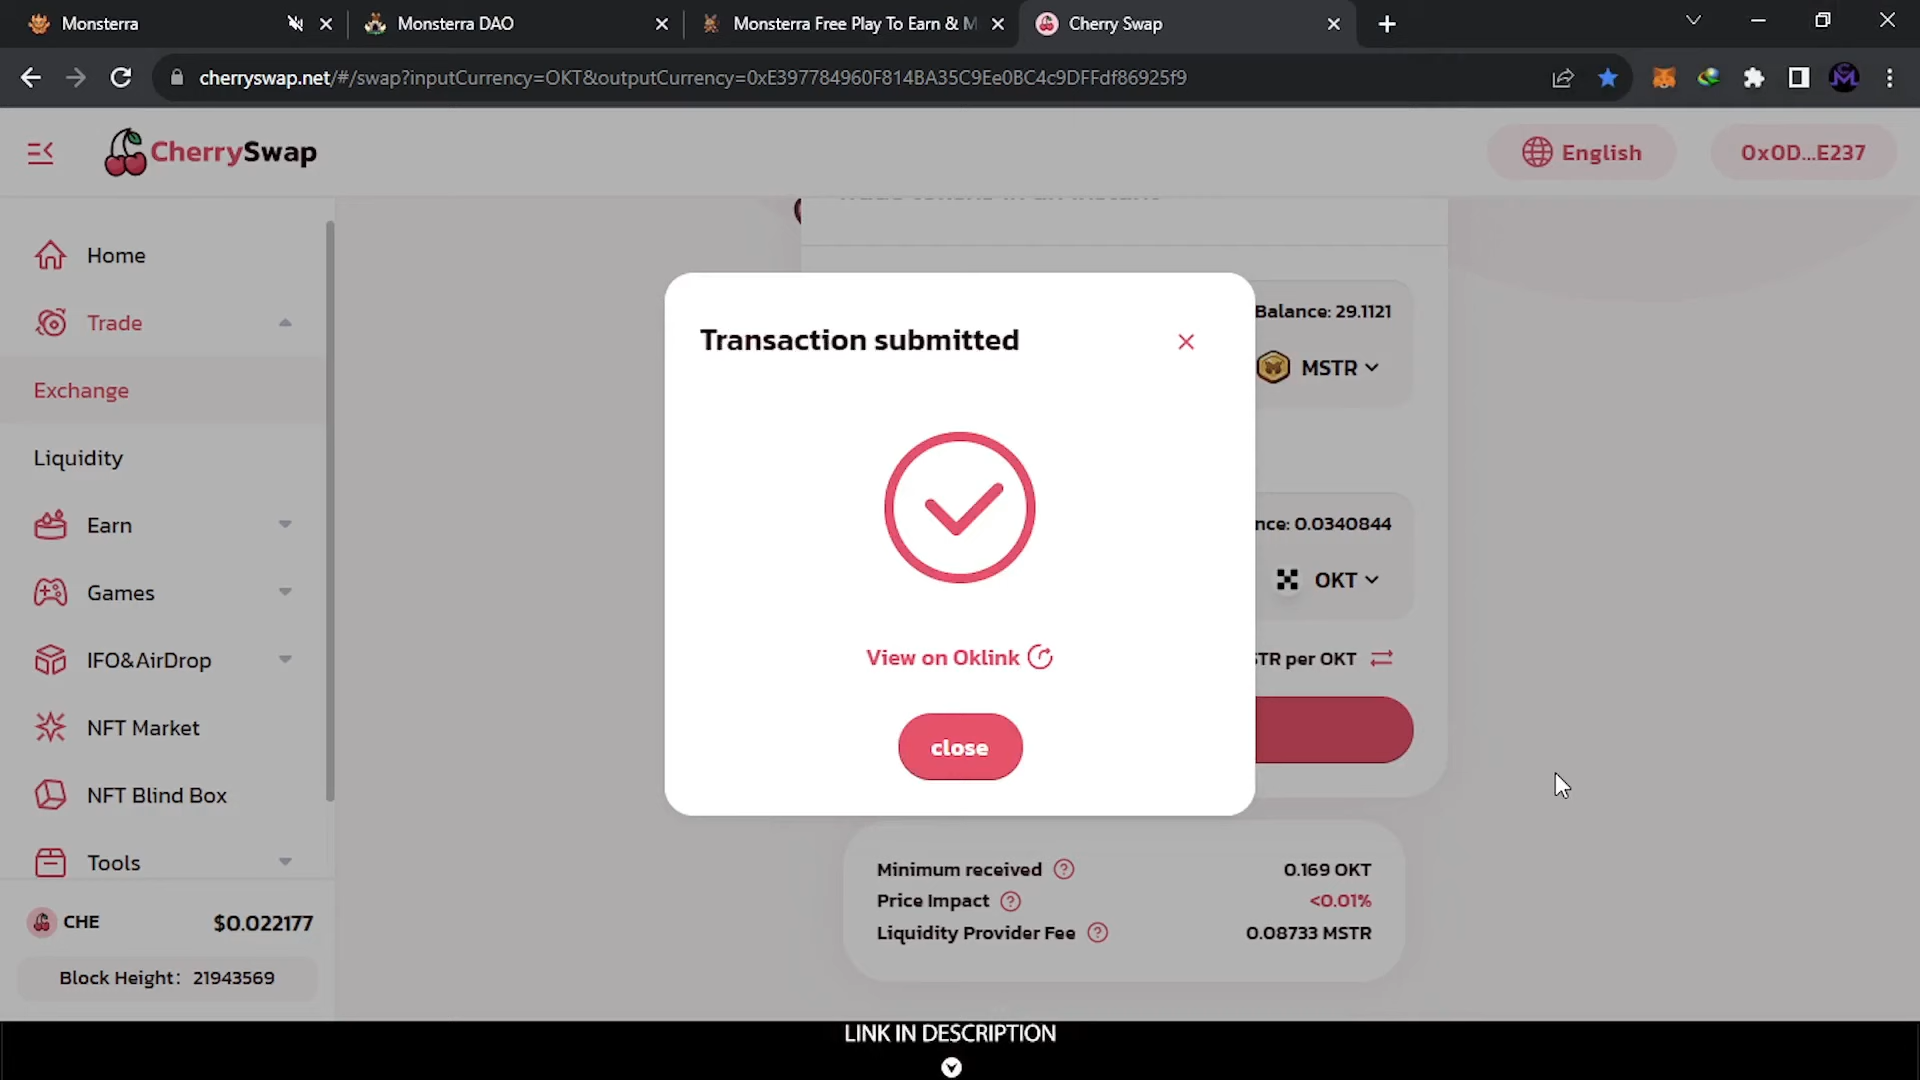 Monsterra
Monsterra DAO
Monsterra Free Play To Earn & M
Cherry Swap
cherryswap.net/#/swap?inputCurrency=OKT&outputCurrency=0xE397784960F814BA35C9Ee0BC4c9DFFdf86925f9
CherrySwap
English
0x0D...E237
Home
Trade
Exchange
Liquidity
Earn
Games
IFO&AirDrop
NFT Market
NFT Blind Box
Tools
CHE $0.022177
Block Height: 21943569
Balance: 29.1121
MSTR
Transaction submitted
View on Oklink
close
nce: 0.0340844
OKT
STR per OKT
Minimum received ? 0.169 OKT
Price Impact ? <0.01%
Liquidity Provider Fee ? 0.08733 MSTR
LINK IN DESCRIPTION